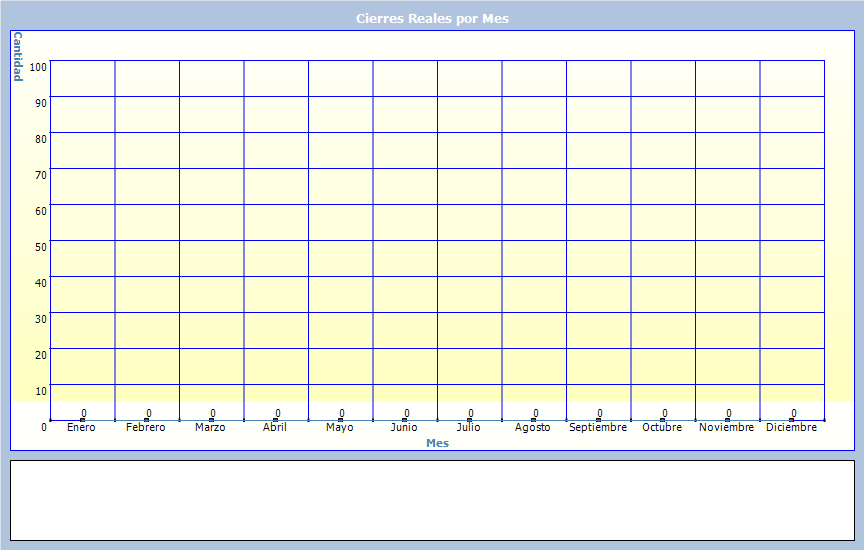 Cierres Reales por Mes
Cantidad
100
90
80
70
60
50
40
30
20
10
0
0 0 0 0 0 0 0 0 0 0 0 0
Enero Febrero Marzo Abril Mayo Junio Julio Agosto Septiembre Octubre Noviembre Diciembre
Mes